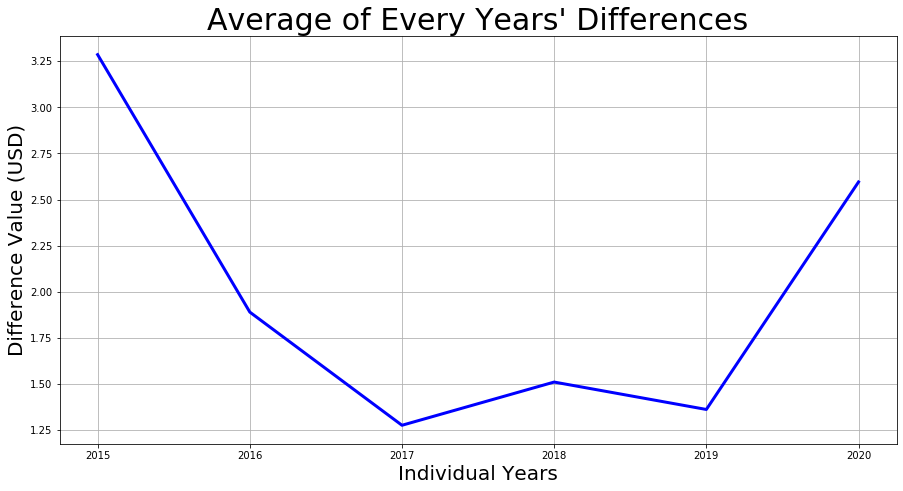 Average of Every Years' Differences
Difference Value (USD)
3.25
3.00
2.75
2.50
2.25
2.00
1.75
1.50
1.25
2015 2016 2017 2018 2019 2020
Individual Years